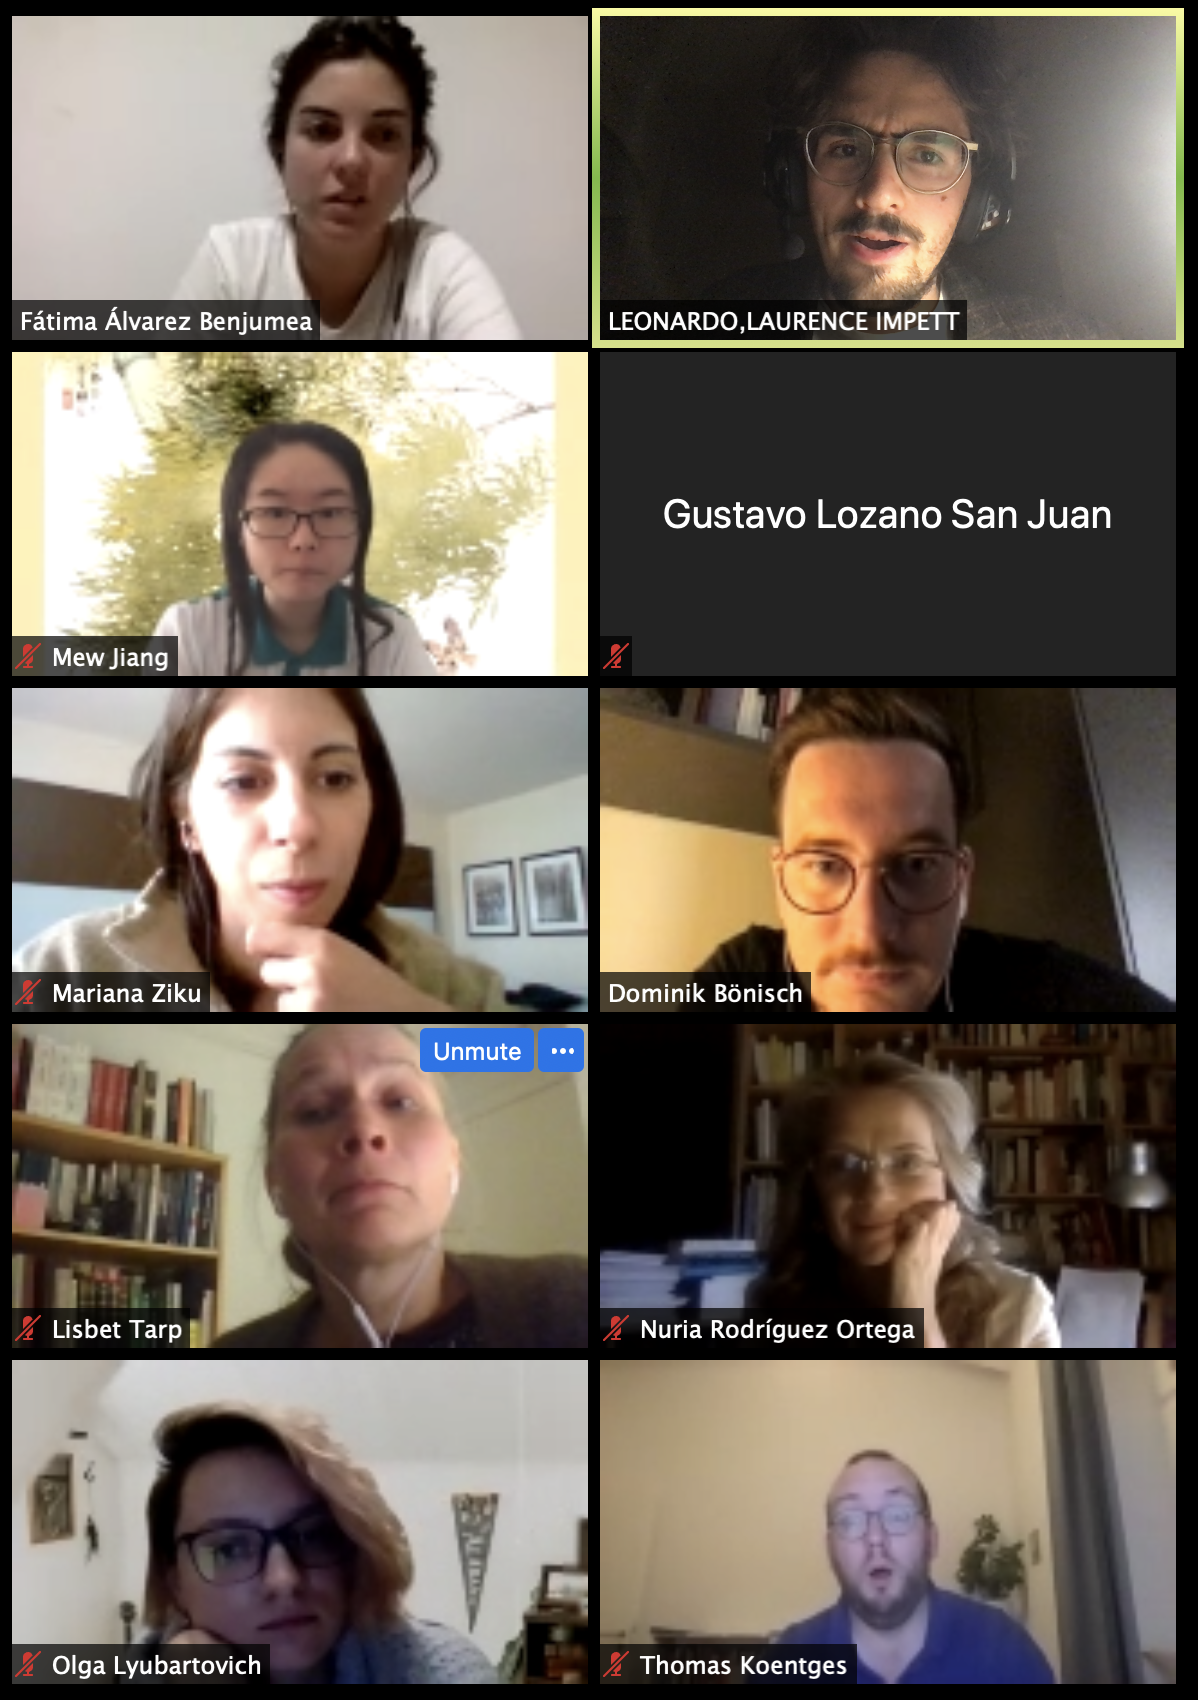 Fátima Álvarez Benjumea
LEONARDO,LAURENCE IMPETT
Mew Jiang
Gustavo Lozano San Juan
Mariana Ziku
Dominik Bönisch
Unmute
Lisbet Tarp
Nuria Rodríguez Ortega
Olga Lyubartovich
Thomas Koentges